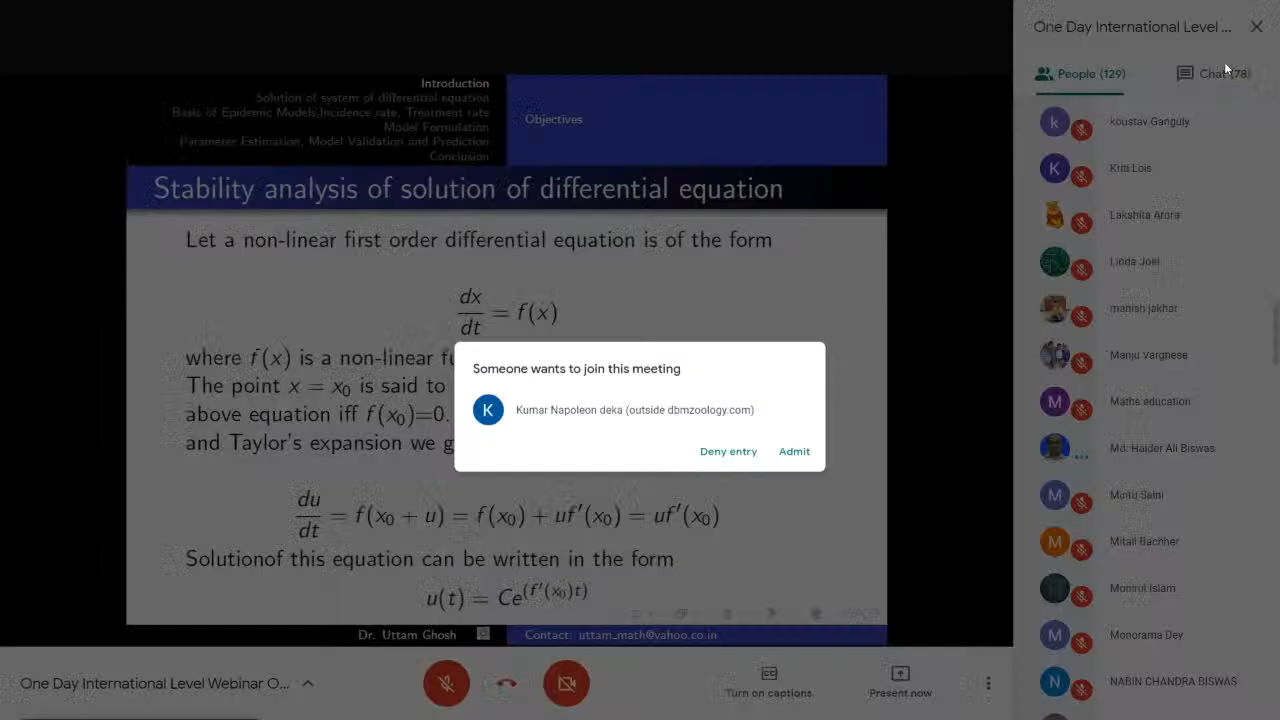 One Day International Level ...
People (129)
Chat (78)
Introduction
Solution of system of differential equation
Basis of Epidemic Models,Incidence rate, Treatment rate
Model Formulation
Parameter Estimation, Model Validation and Prediction
Conclusion
Objectives
Stability analysis of solution of differential equation
Let a non-linear first order differential equation is of the form
dx/dt = f(x)
where f(x) is a non-linear fu
The point x = x₀ is said to
above equation iff f(x₀)=0.
and Taylor's expansion we g
du/dt = f(x₀ + u) = f(x₀) + uf′(x₀) = uf′(x₀)
Solutionof this equation can be written in the form
u(t) = Ce^(f′(x₀)t)
Dr. Uttam Ghosh
Contact: uttam_math@yahoo.co.in
Someone wants to join this meeting
K
Kumar Napoleon deka (outside dbmzoology.com)
Deny entry
Admit
k
koustav Ganguly
K
Kriti Lois
Lakshita Arora
Linda Joel
manish jakhar
Manju Varghese
M
Maths education
Md. Haider Ali Biswas
M
Mintu Saini
M
Mitali Bachher
Monirul Islam
M
Monorama Dey
N
NABIN CHANDRA BISWAS
One Day International Level Webinar O...
Turn on captions
Present now